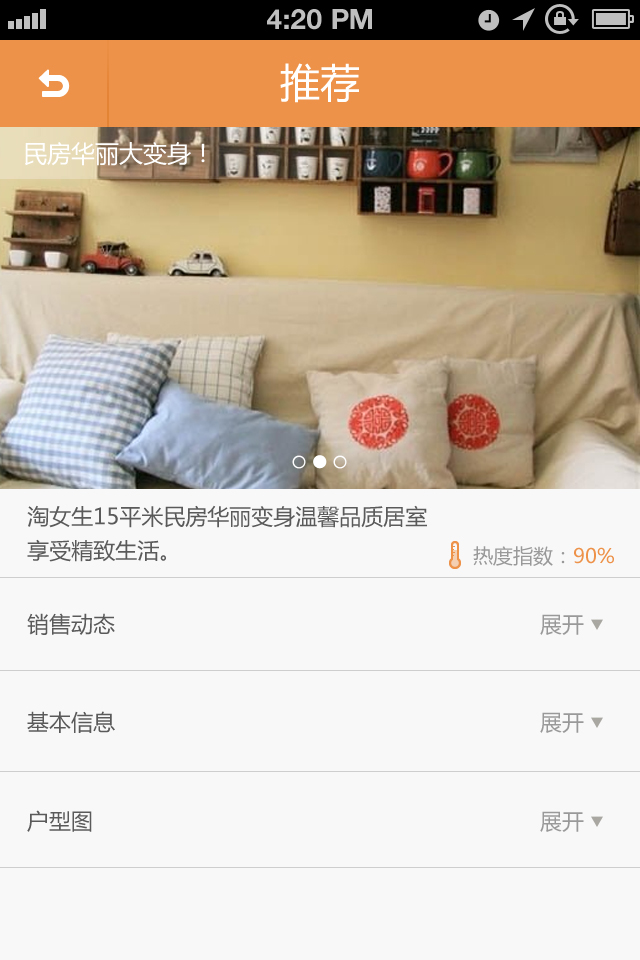 4:20 PM
推荐
民房华丽大变身！
淘女生15平米民房华丽变身温馨品质居室
享受精致生活。
热度指数：90%
销售动态 展开
基本信息 展开
户型图 展开